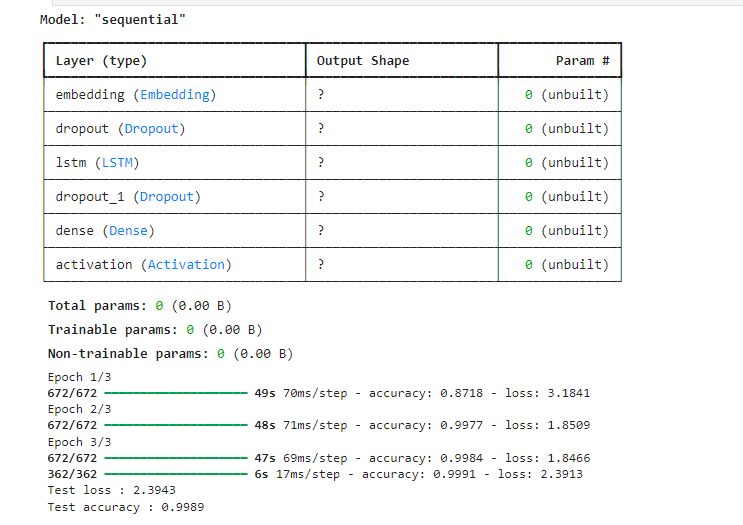 Model: "sequential"
Layer (type) Output Shape Param #
embedding (Embedding) ? 0 (unbuilt)
dropout (Dropout) ? 0 (unbuilt)
lstm (LSTM) ? 0 (unbuilt)
dropout_1 (Dropout) ? 0 (unbuilt)
dense (Dense) ? 0 (unbuilt)
activation (Activation) ? 0 (unbuilt)
Total params: 0 (0.00 B)
Trainable params: 0 (0.00 B)
Non-trainable params: 0 (0.00 B)
Epoch 1/3
672/672 49s 70ms/step - accuracy: 0.8718 - loss: 3.1841
Epoch 2/3
672/672 48s 71ms/step - accuracy: 0.9977 - loss: 1.8509
Epoch 3/3
672/672 47s 69ms/step - accuracy: 0.9984 - loss: 1.8466
362/362 6s 17ms/step - accuracy: 0.9991 - loss: 2.3913
Test loss : 2.3943
Test accuracy : 0.9989